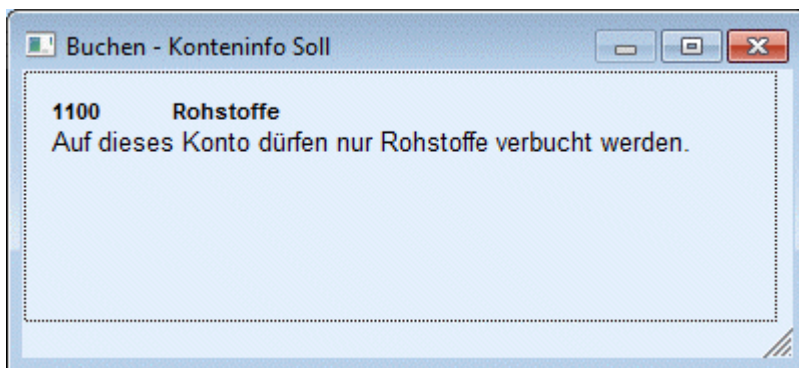 Buchen - Konteninfo Soll
1100 Rohstoffe
Auf dieses Konto dürfen nur Rohstoffe verbucht werden.